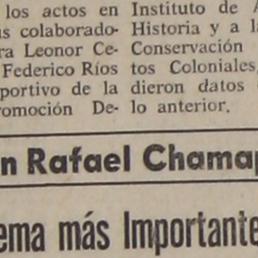 los actos en
us colaborado-
ra Leonor Ce-
Federico Ríos
portivo de la
romoción De-
Instituto de A
Historia y a l
Conservación
tos Coloniales,
dieron datos
lo anterior.
n Rafael Chamap
ema más Importante